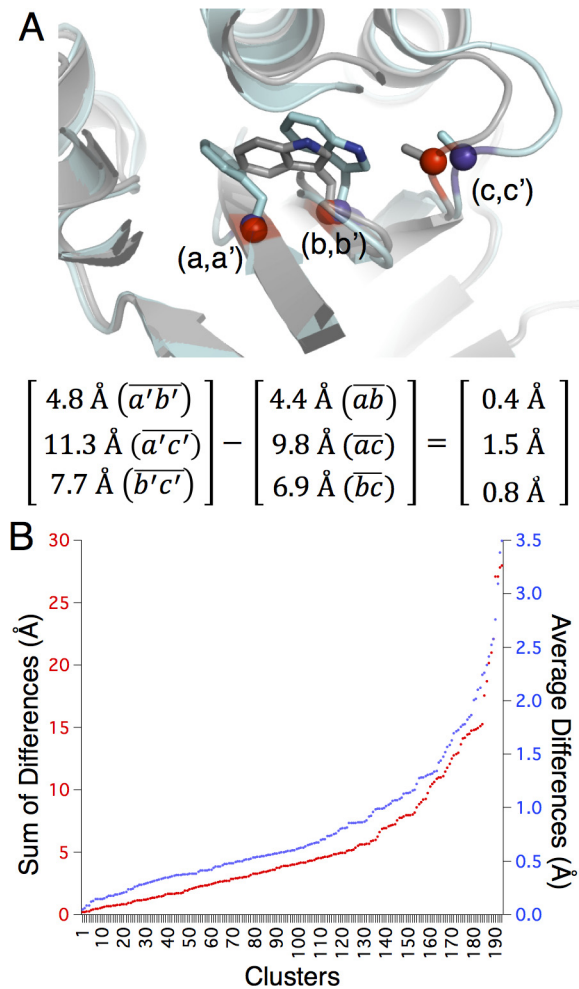 A
(a,a’)
(b,b’)
(c,c’)
4.8 Å (a′b′) 4.4 Å (ab) 0.4 Å
11.3 Å (a′c′) − 9.8 Å (ac) = 1.5 Å
7.7 Å (b′c′) 6.9 Å (bc) 0.8 Å
B
30 3.5
25 3.0
20 2.5
15 2.0
10 1.5
5 1.0
0 0.5
0.0
Sum of Differences (Å)
Average Differences (Å)
1 10 20 30 40 50 60 70 80 90 100 110 120 130 140 150 160 170 180 190
Clusters